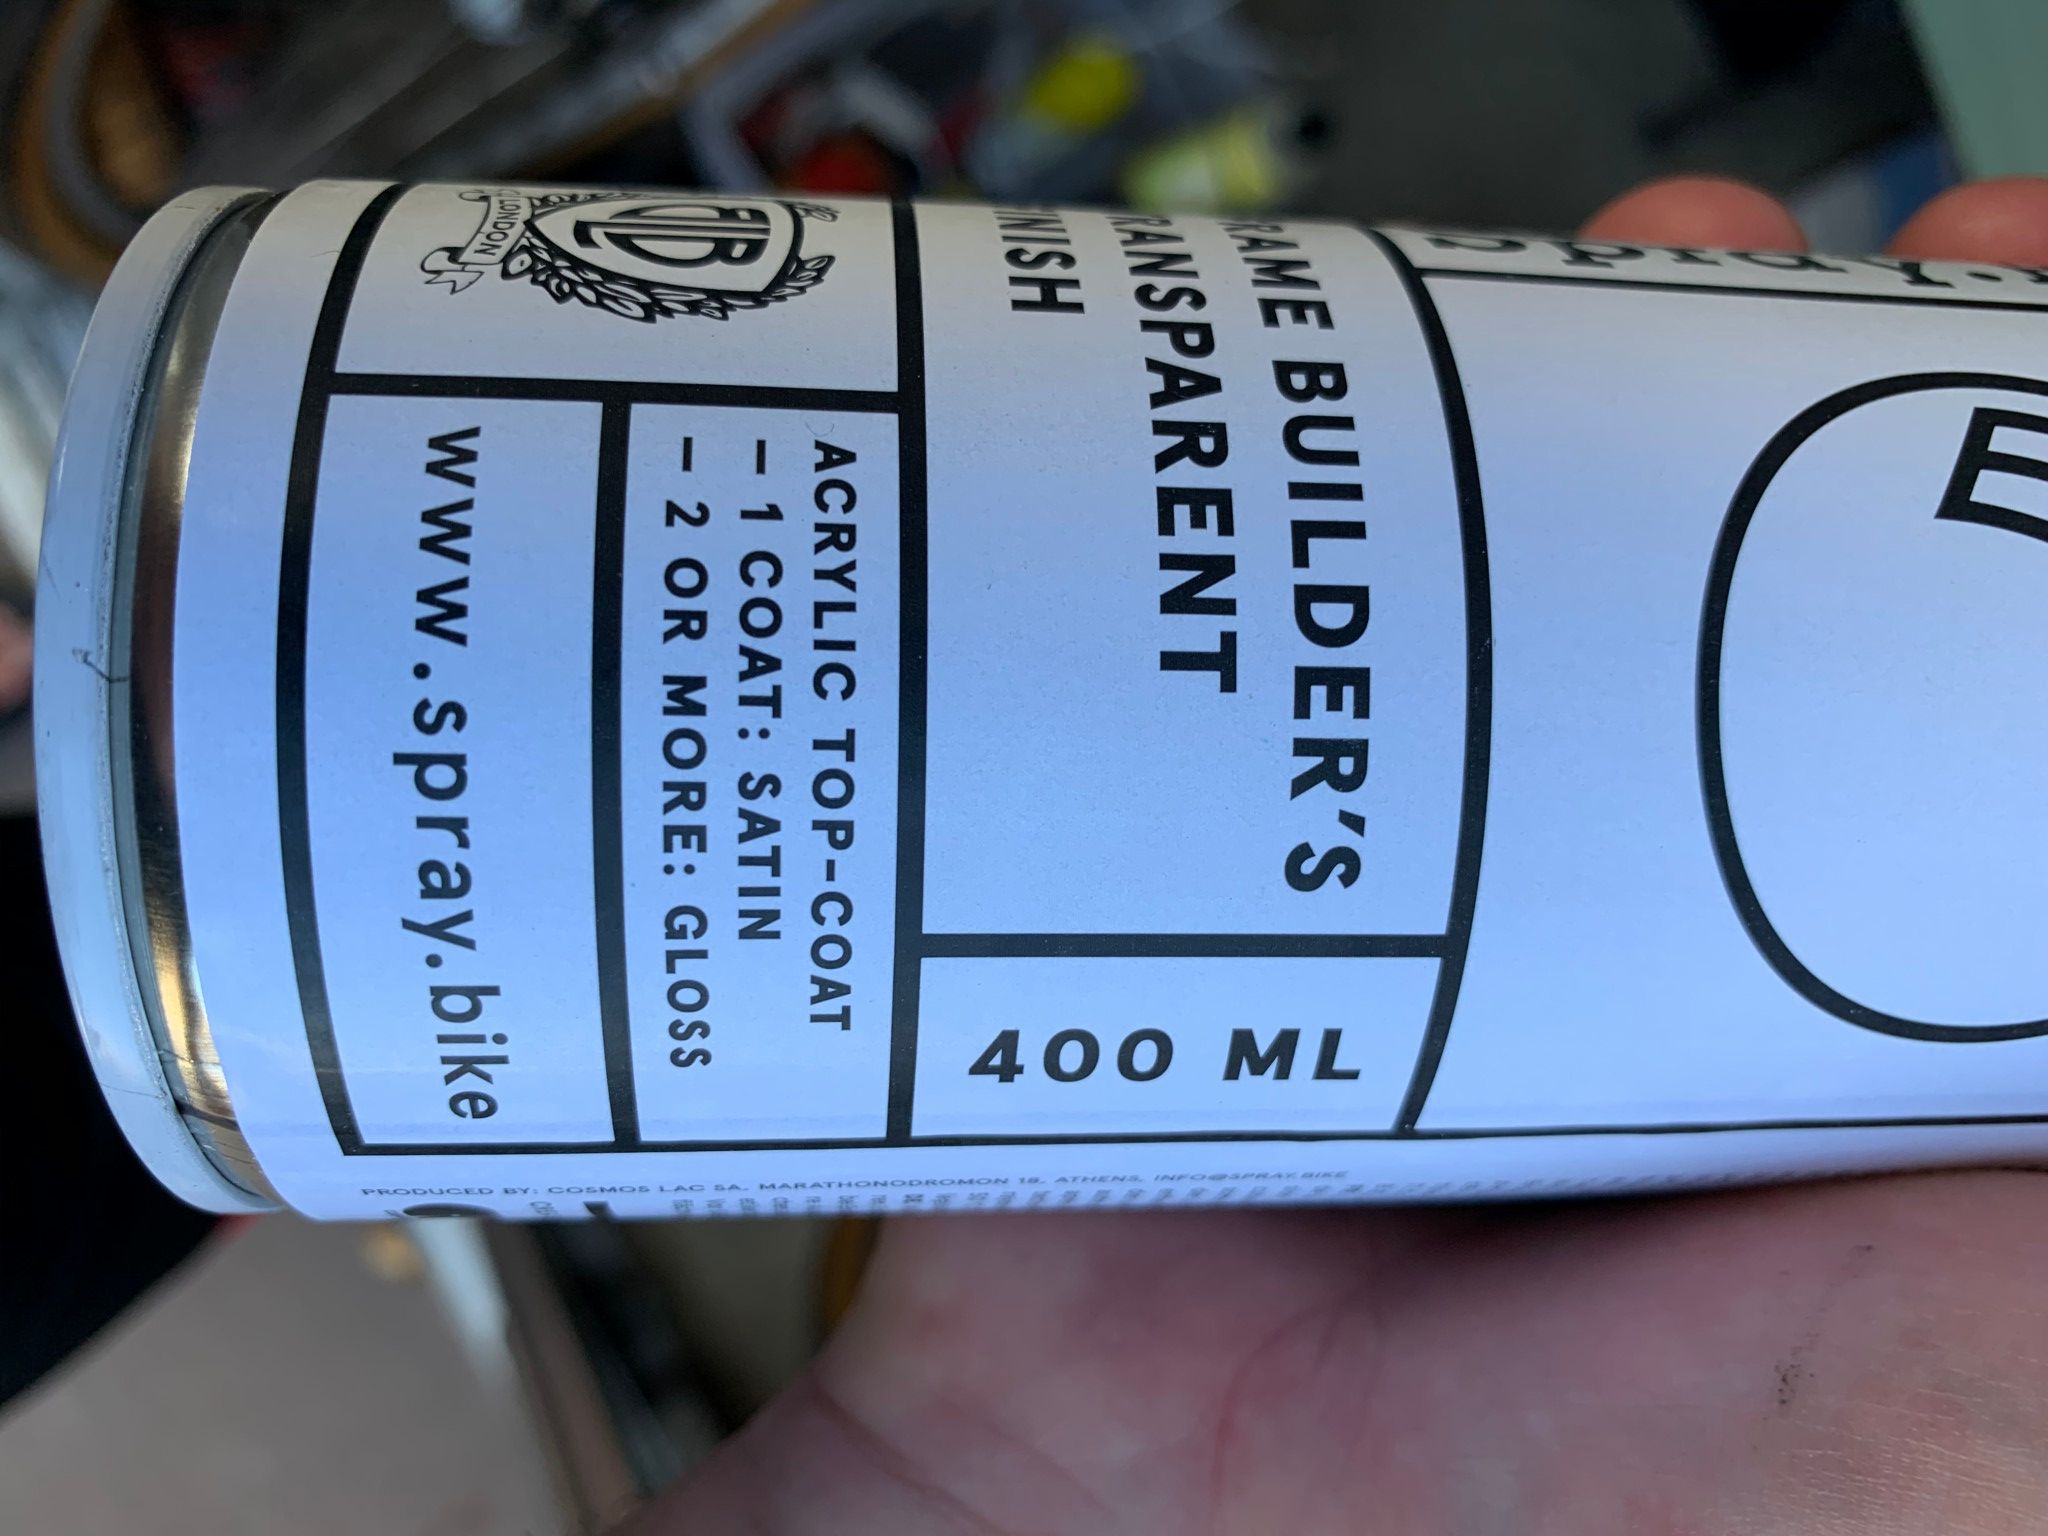 spray.
E
FRAME BUILDER'S
TRANSPARENT
FINISH
400 ML
LONDON
ACRYLIC TOP-COAT
– 1 COAT: SATIN
– 2 OR MORE: GLOSS
www.spray.bike
PRODUCED BY: COSMOS LAC SA, MARATHONODROMON 18, ATHENS, INFO@SPRAY.BIKE